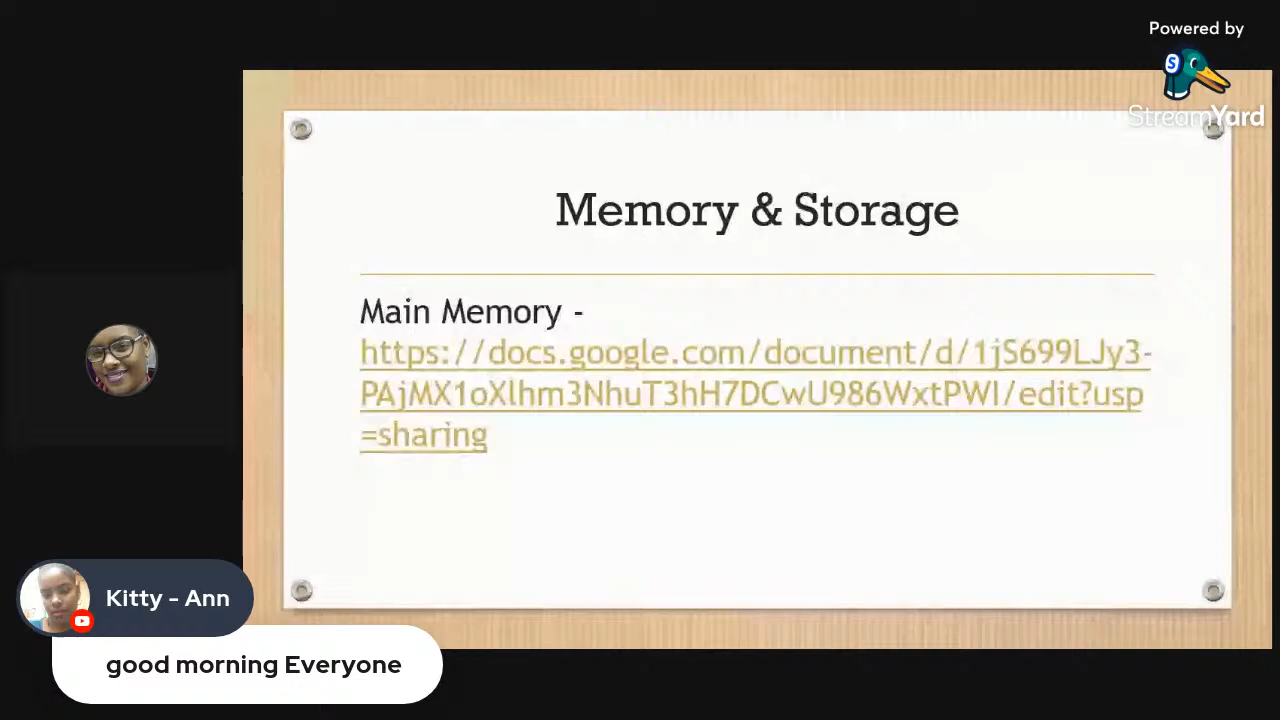 Powered by
StreamYard
Memory & Storage
Main Memory -
https://docs.google.com/document/d/1jS699LJy3-
PAjMX1oXlhm3NhuT3hH7DCwU986WxtPWI/edit?usp
=sharing
Kitty - Ann
good morning Everyone